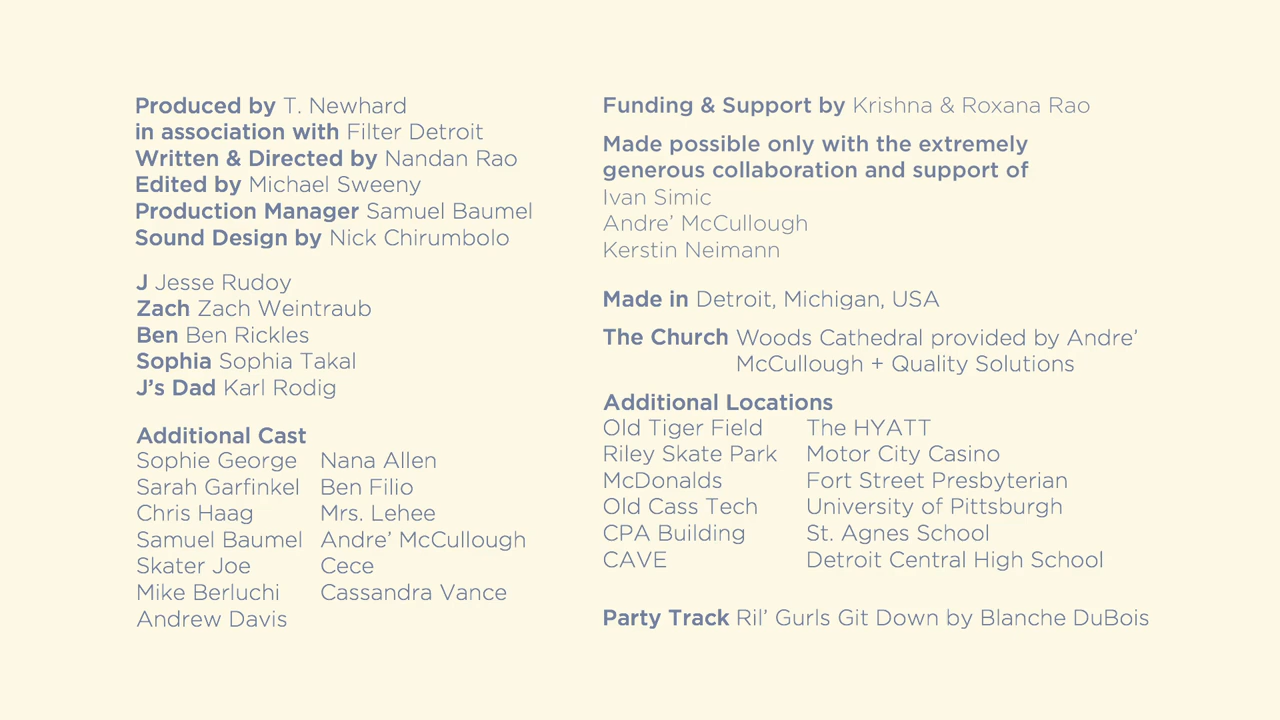 Produced by T. Newhard
in association with Filter Detroit
Written & Directed by Nandan Rao
Edited by Michael Sweeny
Production Manager Samuel Baumel
Sound Design by Nick Chirumbolo
J Jesse Rudoy
Zach Zach Weintraub
Ben Ben Rickles
Sophia Sophia Takal
J's Dad Karl Rodig
Additional Cast
Sophie George Nana Allen
Sarah Garfinkel Ben Filio
Chris Haag Mrs. Lehee
Samuel Baumel Andre' McCullough
Skater Joe Cece
Mike Berluchi Cassandra Vance
Andrew Davis
Funding & Support by Krishna & Roxana Rao
Made possible only with the extremely
generous collaboration and support of
Ivan Simic
Andre' McCullough
Kerstin Neimann
Made in Detroit, Michigan, USA
The Church Woods Cathedral provided by Andre'
McCullough + Quality Solutions
Additional Locations
Old Tiger Field The HYATT
Riley Skate Park Motor City Casino
McDonalds Fort Street Presbyterian
Old Cass Tech University of Pittsburgh
CPA Building St. Agnes School
CAVE Detroit Central High School
Party Track Ril' Gurls Git Down by Blanche DuBois